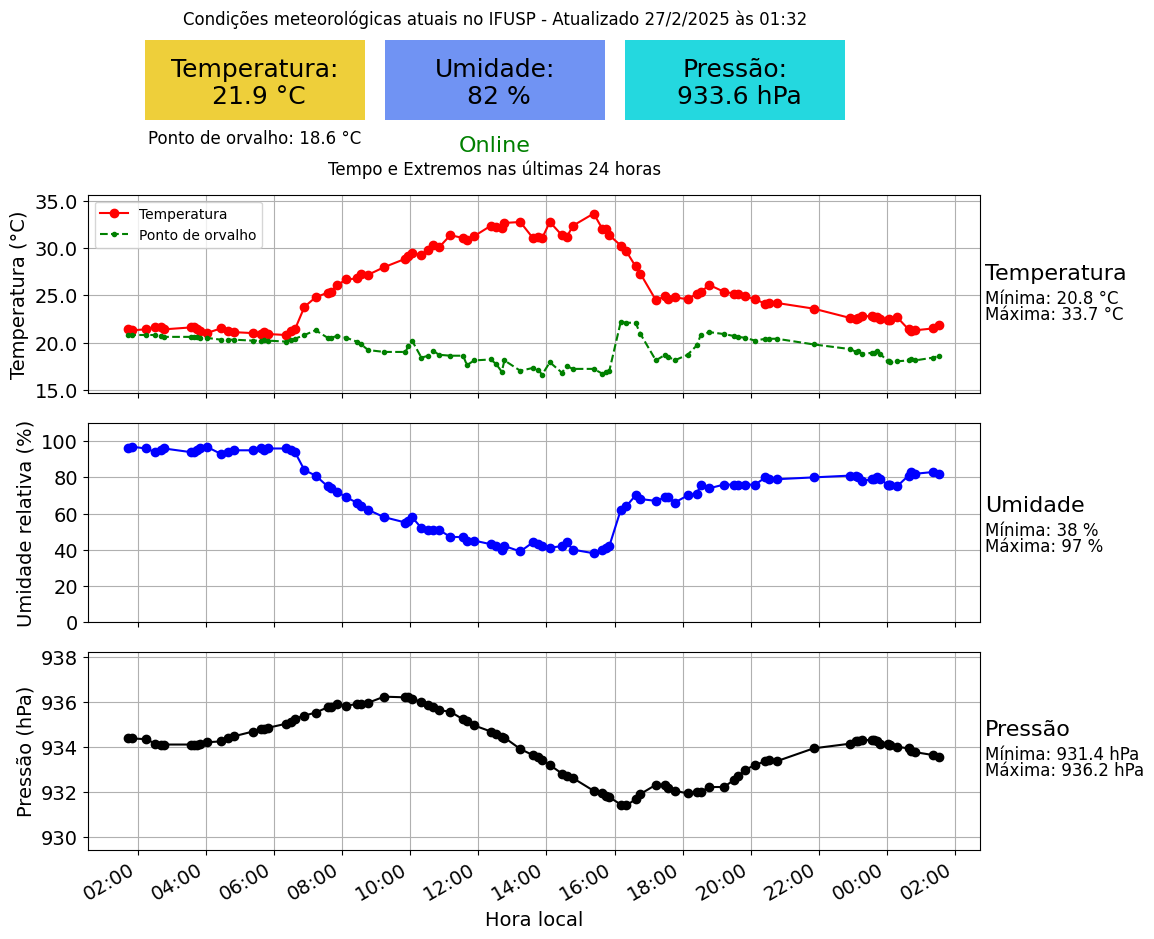 Condições meteorológicas atuais no IFUSP - Atualizado 27/2/2025 às 01:32
Temperatura:
21.9 °C
Umidade:
82 %
Pressão:
933.6 hPa
Ponto de orvalho: 18.6 °C
Online
Tempo e Extremos nas últimas 24 horas
Temperatura (°C)
35.0
30.0
25.0
20.0
15.0
Temperatura
Ponto de orvalho
Temperatura
Mínima: 20.8 °C
Máxima: 33.7 °C
Umidade relativa (%)
100
80
60
40
20
0
Umidade
Mínima: 38 %
Máxima: 97 %
Pressão (hPa)
938
936
934
932
930
Pressão
Mínima: 931.4 hPa
Máxima: 936.2 hPa
02:00 04:00 06:00 08:00 10:00 12:00 14:00 16:00 18:00 20:00 22:00 00:00 02:00
Hora local